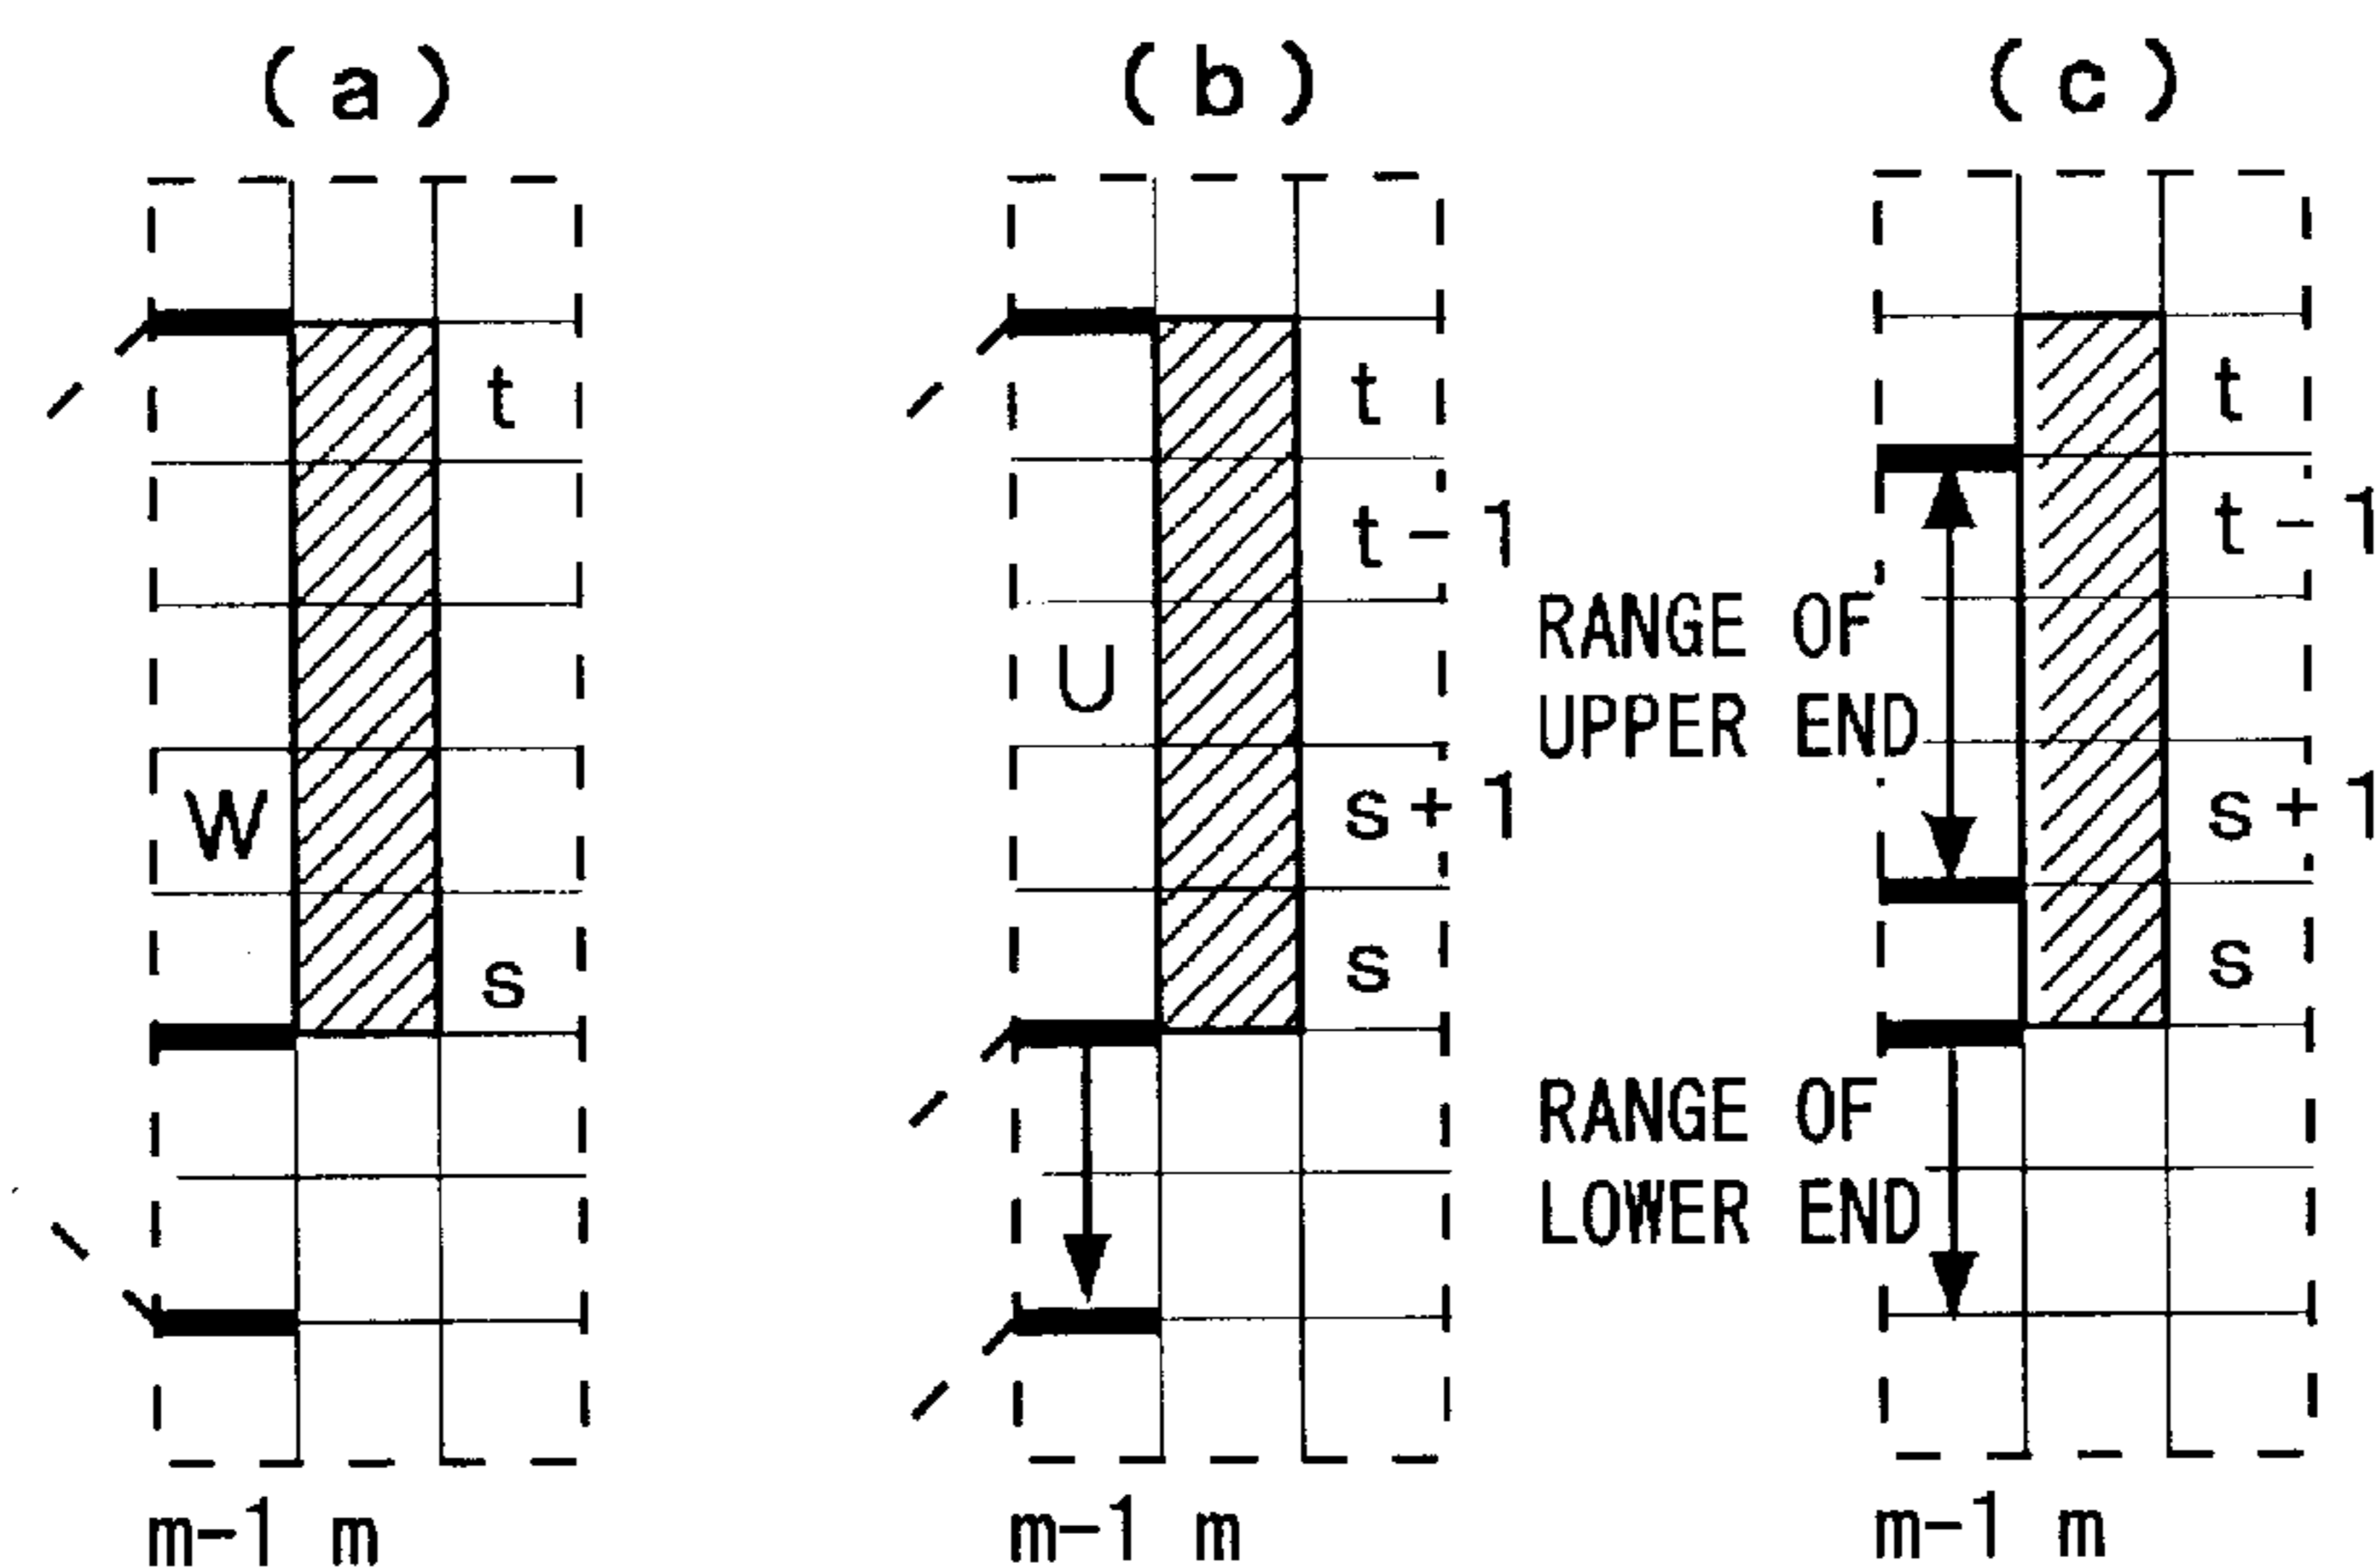 (a)
t
W
s
m-1 m
(b)
t
t-1
U
s+1
s
m-1 m
(c)
t
t-1
RANGE OF
UPPER END
s+1
s
RANGE OF
LOWER END
m-1 m